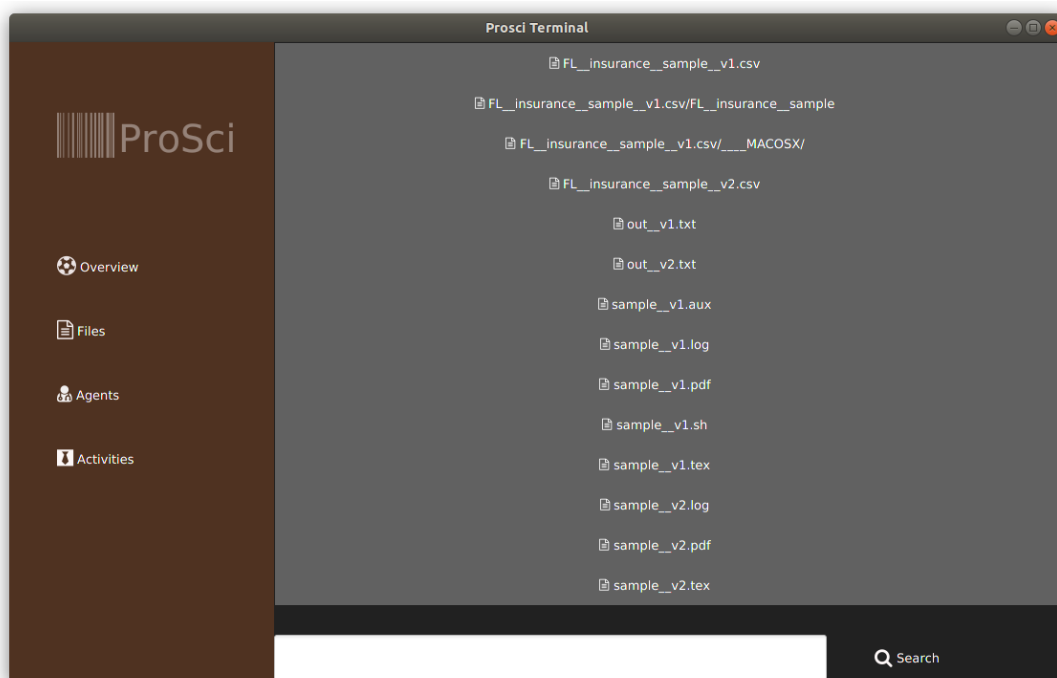 Prosci Terminal
ProSci
Overview
Files
Agents
Activities
FL__insurance__sample__v1.csv
FL__insurance__sample__v1.csv/FL__insurance__sample
FL__insurance__sample__v1.csv/____MACOSX/
FL__insurance__sample__v2.csv
out__v1.txt
out__v2.txt
sample__v1.aux
sample__v1.log
sample__v1.pdf
sample__v1.sh
sample__v1.tex
sample__v2.log
sample__v2.pdf
sample__v2.tex
Search